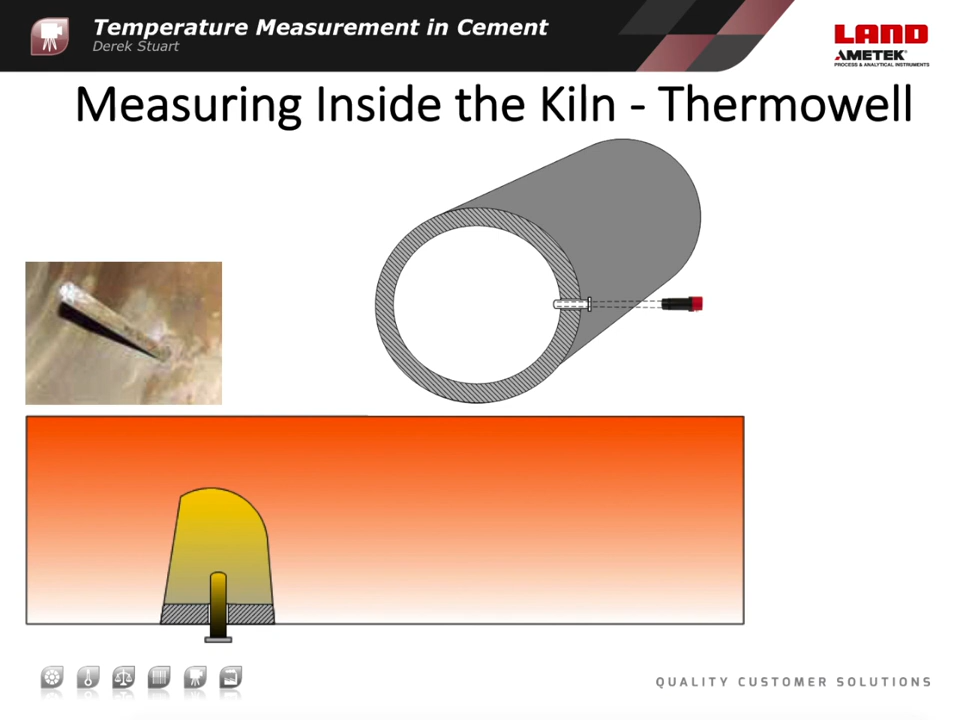 Temperature Measurement in Cement
Derek Stuart
LAND
AMETEK®
PROCESS & ANALYTICAL INSTRUMENTS
Measuring Inside the Kiln - Thermowell
QUALITY CUSTOMER SOLUTIONS